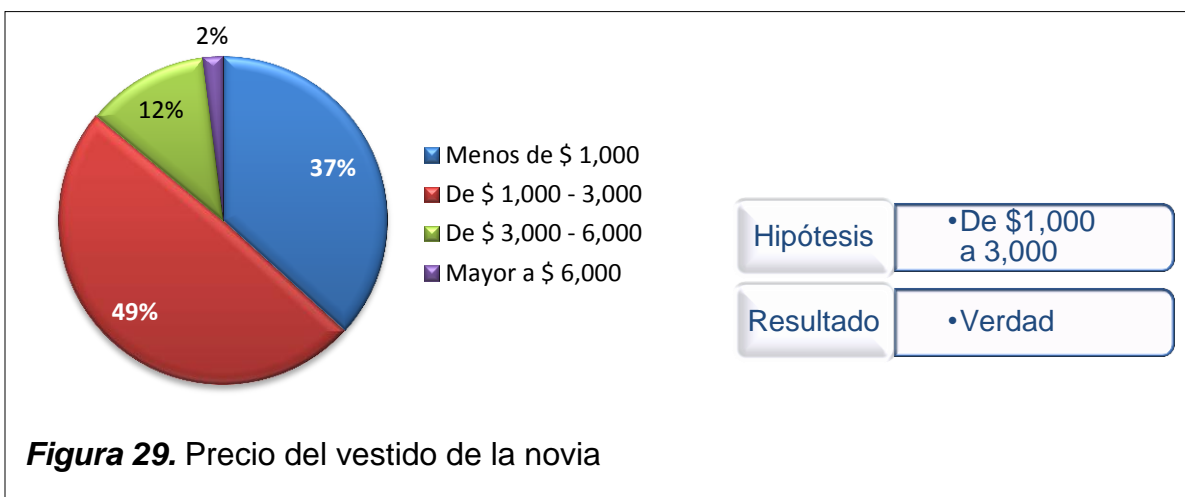 2%
12%
37%
49%
Menos de $ 1,000
De $ 1,000 - 3,000
De $ 3,000 - 6,000
Mayor a $ 6,000
Hipótesis
•De $1,000
a 3,000
Resultado
•Verdad
Figura 29. Precio del vestido de la novia